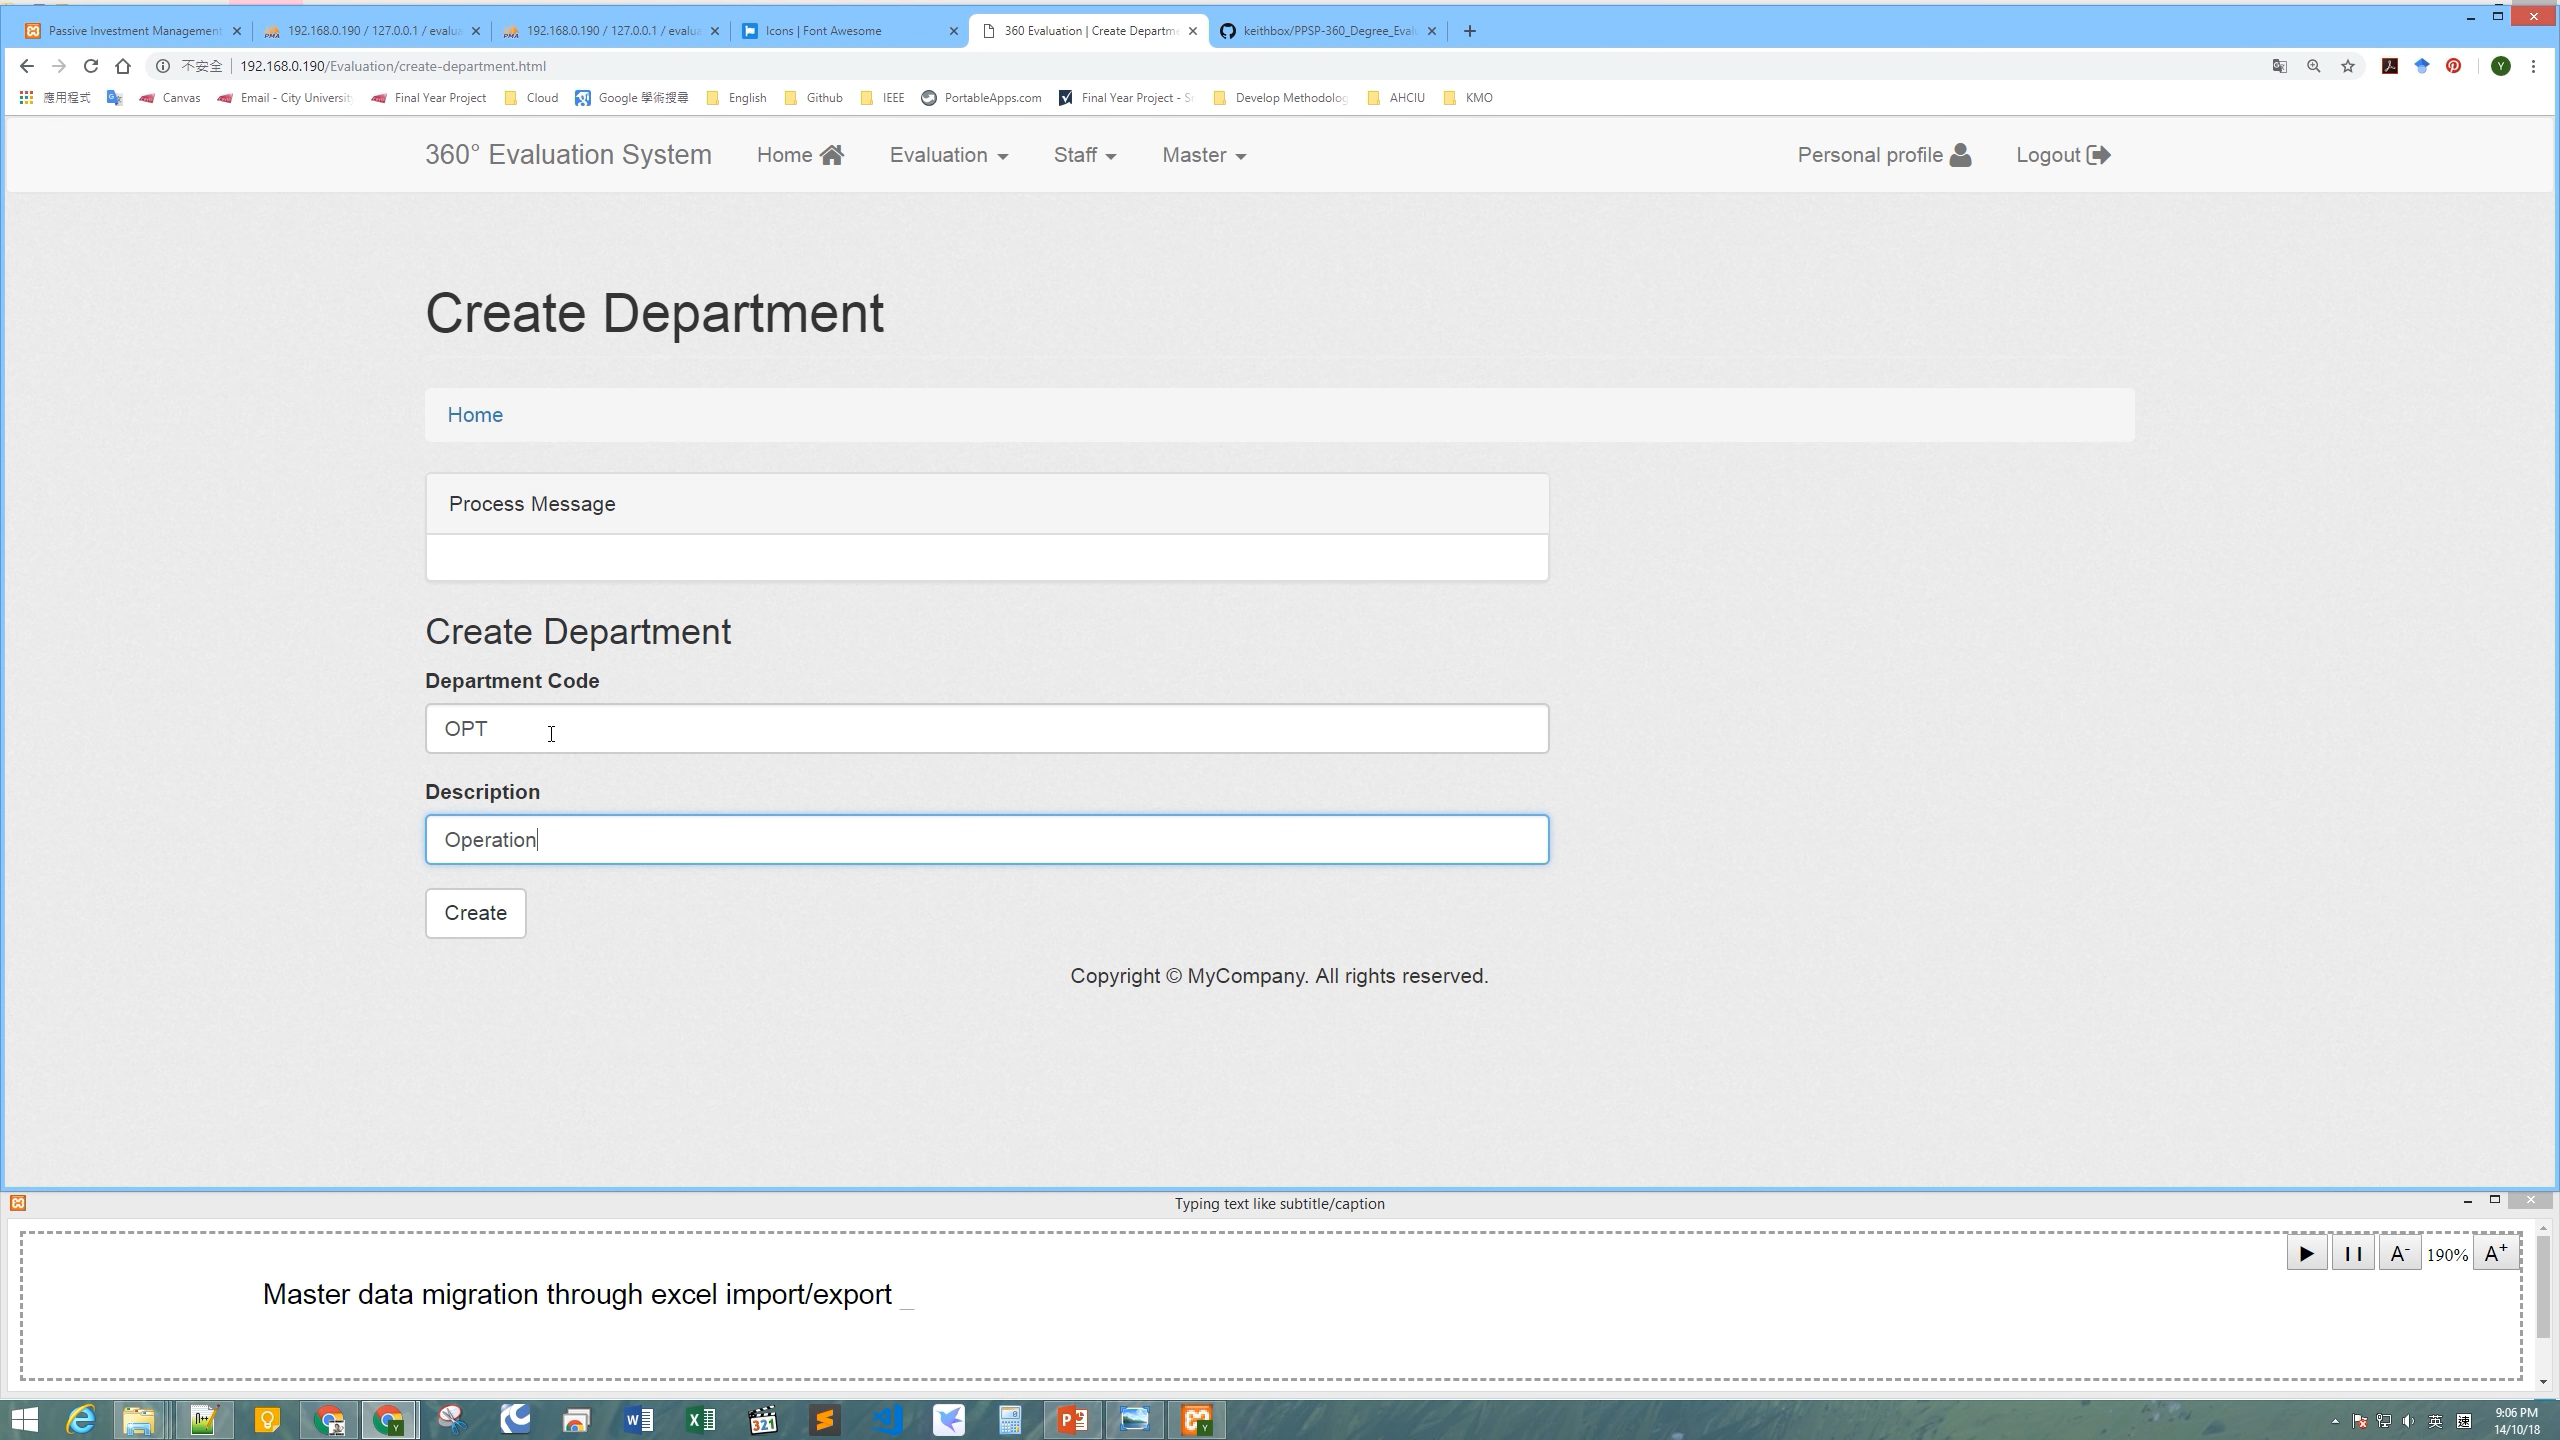 Passive Investment Management
192.168.0.190 / 127.0.0.1 / evalua
192.168.0.190 / 127.0.0.1 / evalua
Icons | Font Awesome
360 Evaluation | Create Departm
keithbox/PPSP-360_Degree_Eval
不安全 192.168.0.190/Evaluation/create-department.html
應用程式 Canvas Email - City University Final Year Project Cloud Google 學術搜尋 English Github IEEE PortableApps.com Final Year Project - S Develop Methodolog AHCIU KMO
360° Evaluation System Home Evaluation Staff Master Personal profile Logout
Create Department
Home
Process Message
Create Department
Department Code
OPT
Description
Operation
Create
Copyright © MyCompany. All rights reserved.
Typing text like subtitle/caption
A- 190% A+
Master data migration through excel import/export _
英 速
9:06 PM
14/10/18